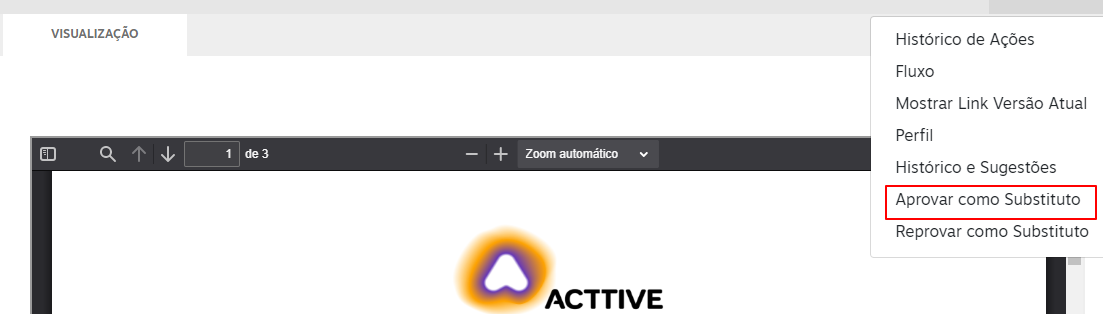 VISUALIZAÇÃO
Histórico de Ações
Fluxo
Mostrar Link Versão Atual
Perfil
Histórico e Sugestões
Aprovar como Substituto
Reprovar como Substituto
1 de 3
Zoom automático
ACTTIVE